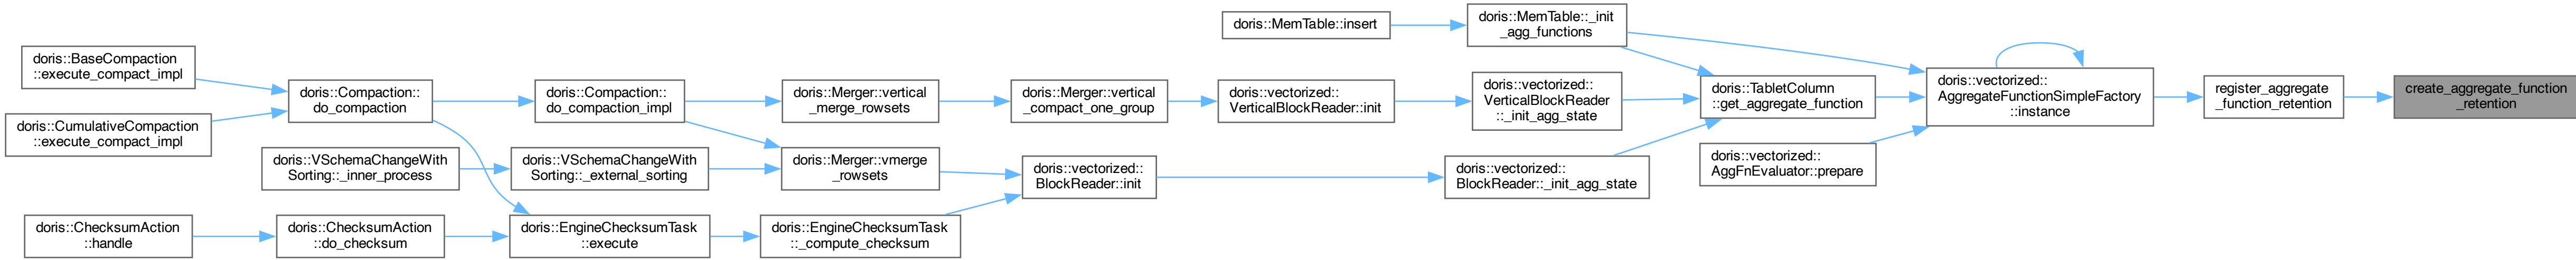 doris::BaseCompaction
::execute_compact_impl
doris::CumulativeCompaction
::execute_compact_impl
doris::Compaction::
do_compaction
doris::VSchemaChangeWith
Sorting::_inner_process
doris::ChecksumAction
::handle
doris::ChecksumAction
::do_checksum
doris::Compaction::
do_compaction_impl
doris::VSchemaChangeWith
Sorting::_external_sorting
doris::EngineChecksumTask
::execute
doris::Merger::vertical
_merge_rowsets
doris::Merger::vmerge
_rowsets
doris::EngineChecksumTask
::_compute_checksum
doris::Merger::vertical
_compact_one_group
doris::vectorized::
BlockReader::init
doris::MemTable::insert
doris::vectorized::
VerticalBlockReader::init
doris::MemTable::_init
_agg_functions
doris::vectorized::
VerticalBlockReader
::_init_agg_state
doris::vectorized::
BlockReader::_init_agg_state
doris::TabletColumn
::get_aggregate_function
doris::vectorized::
AggFnEvaluator::prepare
doris::vectorized::
AggregateFunctionSimpleFactory
::instance
register_aggregate
_function_retention
create_aggregate_function
_retention